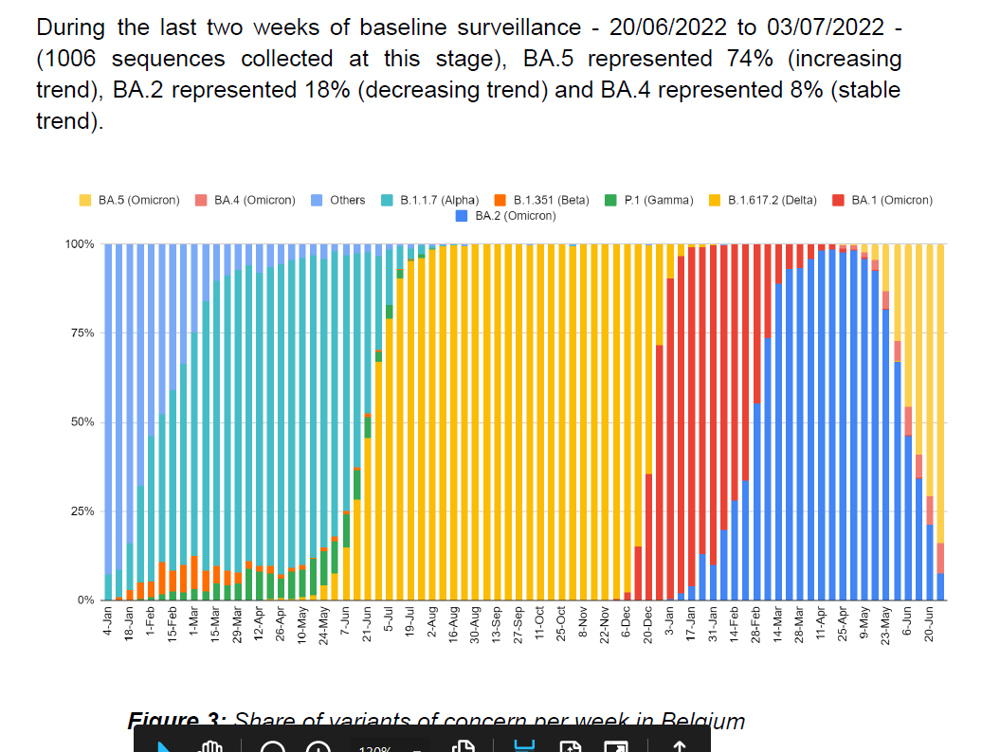 During the last two weeks of baseline surveillance - 20/06/2022 to 03/07/2022 -
(1006 sequences collected at this stage), BA.5 represented 74% (increasing
trend), BA.2 represented 18% (decreasing trend) and BA.4 represented 8% (stable
trend).
BA.5 (Omicron) BA.4 (Omicron) Others B.1.1.7 (Alpha) B.1.351 (Beta) P.1 (Gamma) B.1.617.2 (Delta) BA.1 (Omicron)
BA.2 (Omicron)
100%
75%
50%
25%
0%
4-Jan 18-Jan 1-Feb 15-Feb 1-Mar 15-Mar 29-Mar 12-Apr 26-Apr 10-May 24-May 7-Jun 21-Jun 5-Jul 19-Jul 2-Aug 16-Aug 30-Aug 13-Sep 27-Sep 11-Oct 25-Oct 8-Nov 22-Nov 6-Dec 20-Dec 3-Jan 17-Jan 31-Jan 14-Feb 28-Feb 14-Mar 28-Mar 11-Apr 25-Apr 9-May 23-May 6-Jun 20-Jun
Figure 3: Share of variants of concern per week in Belgium
120%